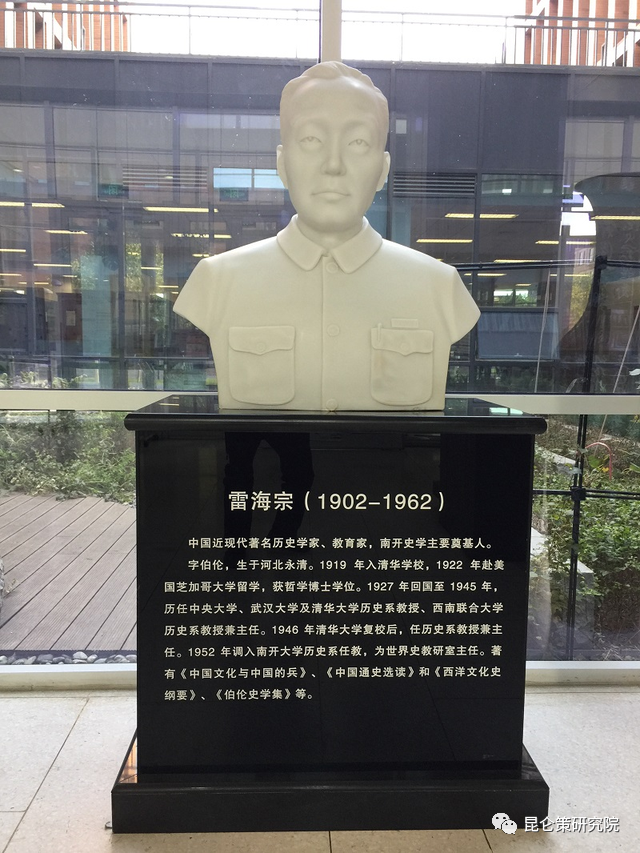 雷海宗（1902-1962）
中国近现代著名历史学家、教育家，南开史学主要奠基人。
字伯伦，生于河北永清。1919 年入清华学校，1922 年赴美
国芝加哥大学留学，获哲学博士学位。1927 年回国至 1945 年，
历任中央大学、武汉大学及清华大学历史系教授、西南联合大学
历史系教授兼主任。1946 年清华大学复校后，任历史系教授兼主
任。1952 年调入南开大学历史系任教，为世界史教研室主任。著
有《中国文化与中国的兵》、《中国通史选读》和《西洋文化史
纲要》、《伯伦史学集》等。
昆仑策研究院